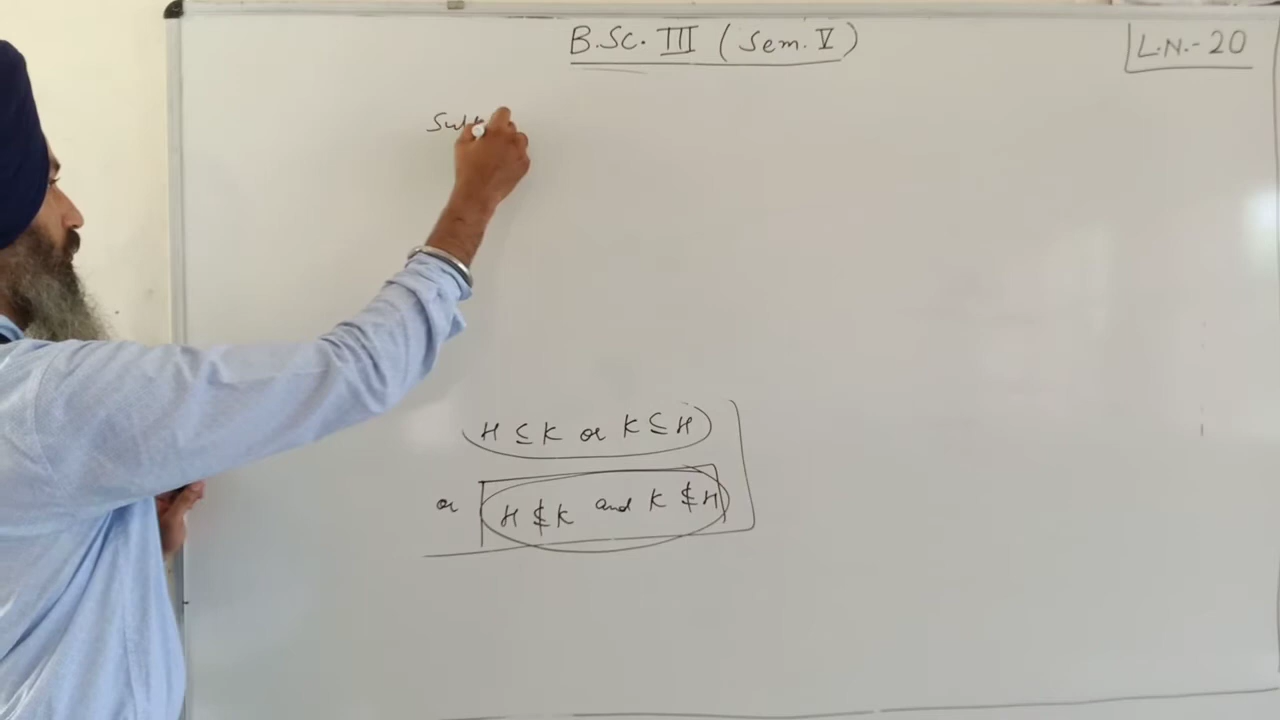 B.Sc. III (Sem. V)
L.N.-20
H ⊆ K or K ⊆ H
or H ⊈ K and K ⊈ H